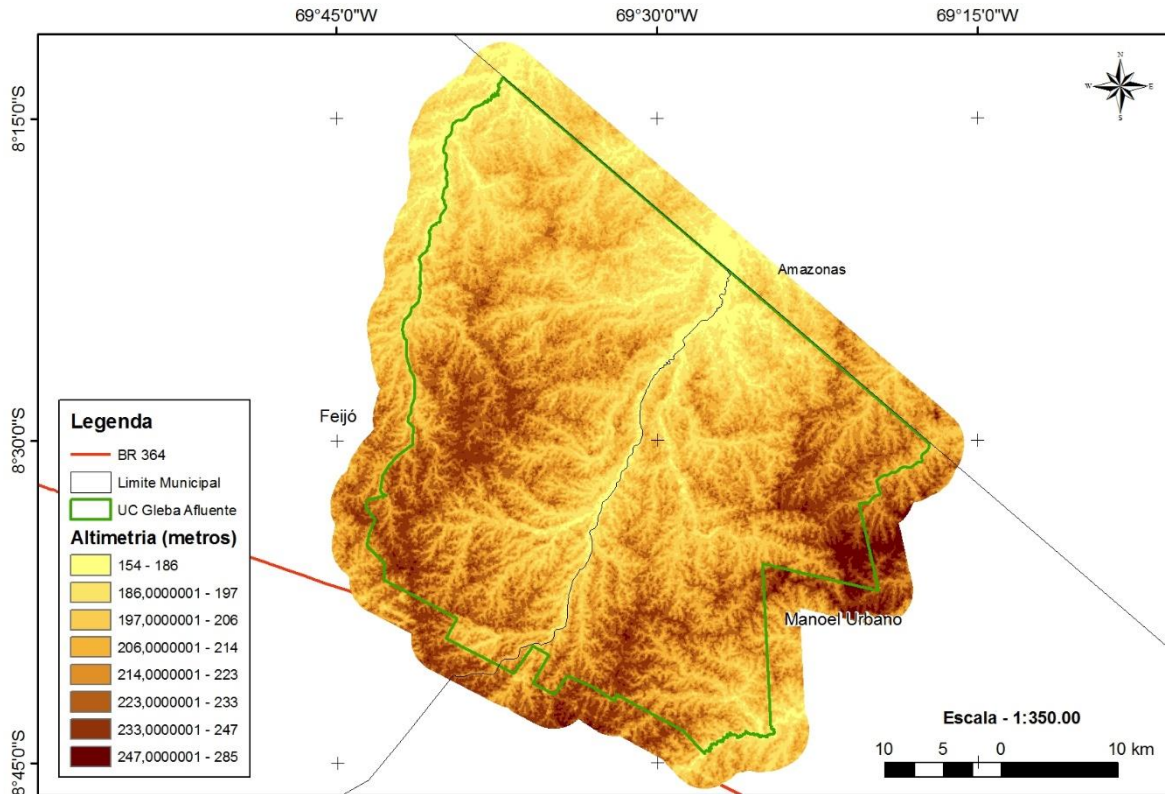 69°45'0"W
69°30'0"W
69°15'0"W
8°15'0"S
8°30'0"S
8°45'0"S
N
W
E
S
Amazonas
Feijó
Manoel Urbano
Legenda
BR 364
Limite Municipal
UC Gleba Afluente
Altimetria (metros)
154 - 186
186,0000001 - 197
197,0000001 - 206
206,0000001 - 214
214,0000001 - 223
223,0000001 - 233
233,0000001 - 247
247,0000001 - 285
Escala - 1:350.00
10 5 0 10 km